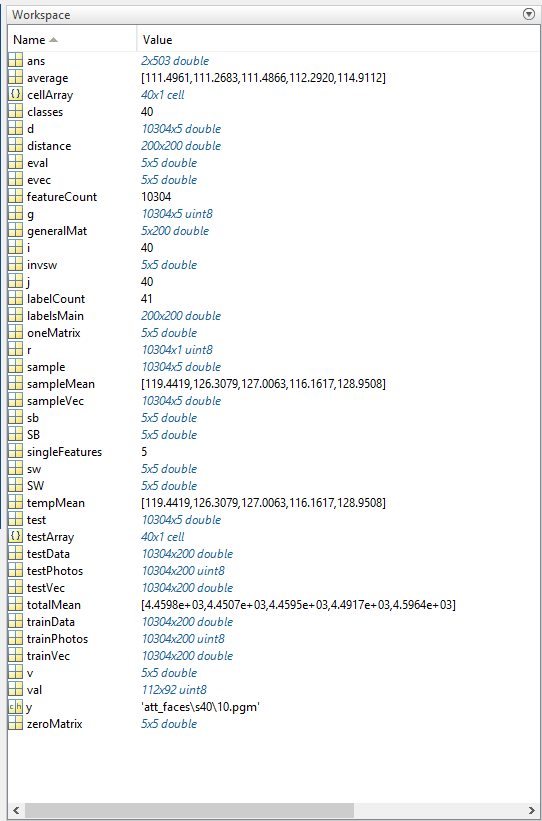 Workspace
Name Value
ans 2x503 double
average [111.4961,111.2683,111.4866,112.2920,114.9112]
{} cellArray 40x1 cell
classes 40
d 10304x5 double
distance 200x200 double
eval 5x5 double
evec 5x5 double
featureCount 10304
g 10304x5 uint8
generalMat 5x200 double
i 40
invsw 5x5 double
j 40
labelCount 41
labelsMain 200x200 double
oneMatrix 5x5 double
r 10304x1 uint8
sample 10304x5 double
sampleMean [119.4419,126.3079,127.0063,116.1617,128.9508]
sampleVec 10304x5 double
sb 5x5 double
SB 5x5 double
singleFeatures 5
sw 5x5 double
SW 5x5 double
tempMean [119.4419,126.3079,127.0063,116.1617,128.9508]
test 10304x5 double
{} testArray 40x1 cell
testData 10304x200 double
testPhotos 10304x200 uint8
testVec 10304x200 double
totalMean [4.4598e+03,4.4507e+03,4.4595e+03,4.4917e+03,4.5964e+03]
trainData 10304x200 double
trainPhotos 10304x200 uint8
trainVec 10304x200 double
v 5x5 double
val 112x92 uint8
ch y 'att_faces\s40\10.pgm'
zeroMatrix 5x5 double